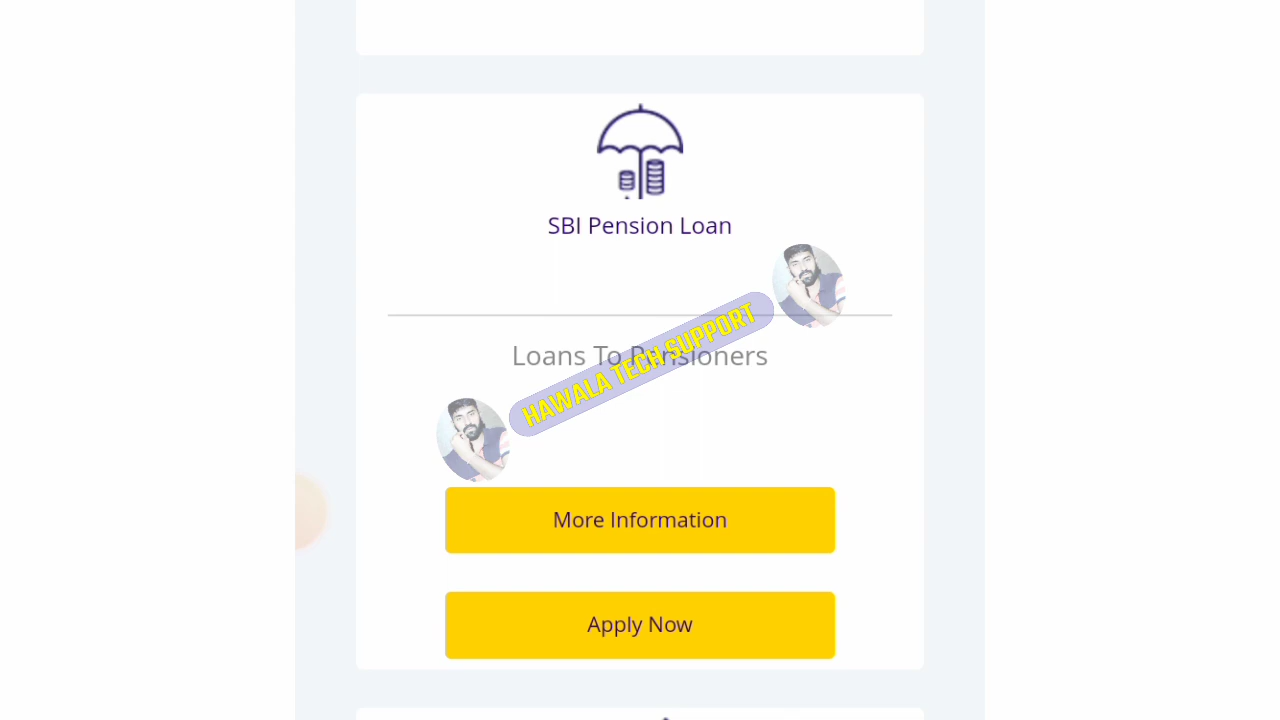 SBI Pension Loan
Loans To Pensioners
HAWALA TECH SUPPORT
More Information
Apply Now